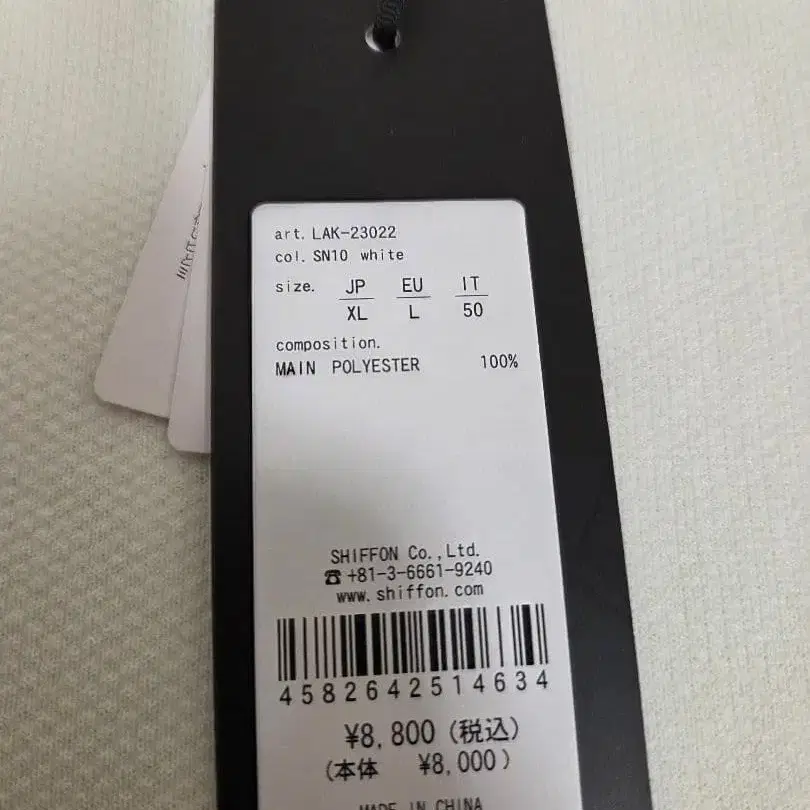 art. LAK-23022
col. SN10 white
size. JP EU IT
XL L 50
composition.
MAIN POLYESTER 100%
SHIFFON Co.,Ltd.
☎+81-3-6661-9240
www.shiffon.com
4582642514634
¥8,800(税込)
(本体 ¥8,000)
MADE IN CHINA